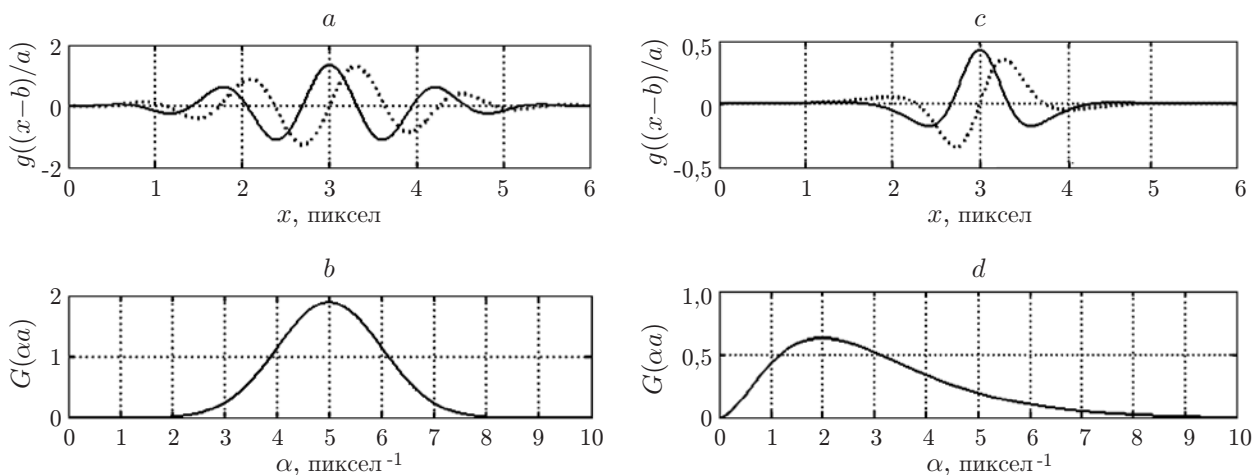 a
g((x−b)/a)
2
0
-2
0 1 2 3 4 5 6
x, пиксел
c
g((x−b)/a)
0,5
0
-0,5
0 1 2 3 4 5 6
x, пиксел
b
G(αa)
2
1
0
0 1 2 3 4 5 6 7 8 9 10
α, пиксел⁻¹
d
G(αa)
1,0
0,5
0
0 1 2 3 4 5 6 7 8 9 10
α, пиксел⁻¹